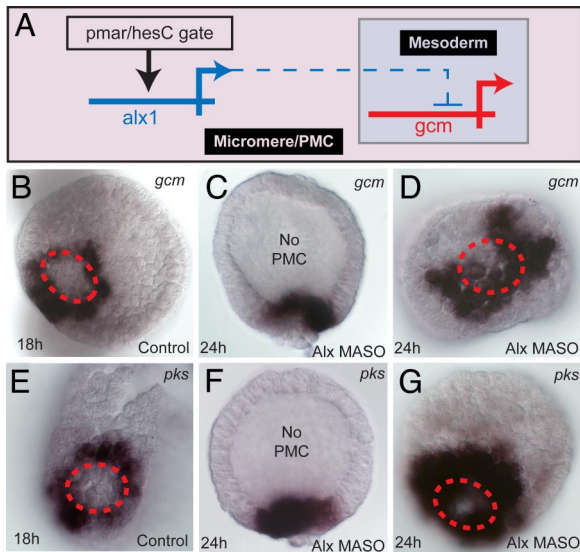 A
pmar/hesC gate
alx1
Mesoderm
gcm
Micromere/PMC
B
gcm
18h
Control
C
gcm
No
PMC
24h
Alx MASO
D
gcm
24h
Alx MASO
E
pks
18h
Control
F
pks
No
PMC
24h
Alx MASO
G
pks
24h
Alx MASO